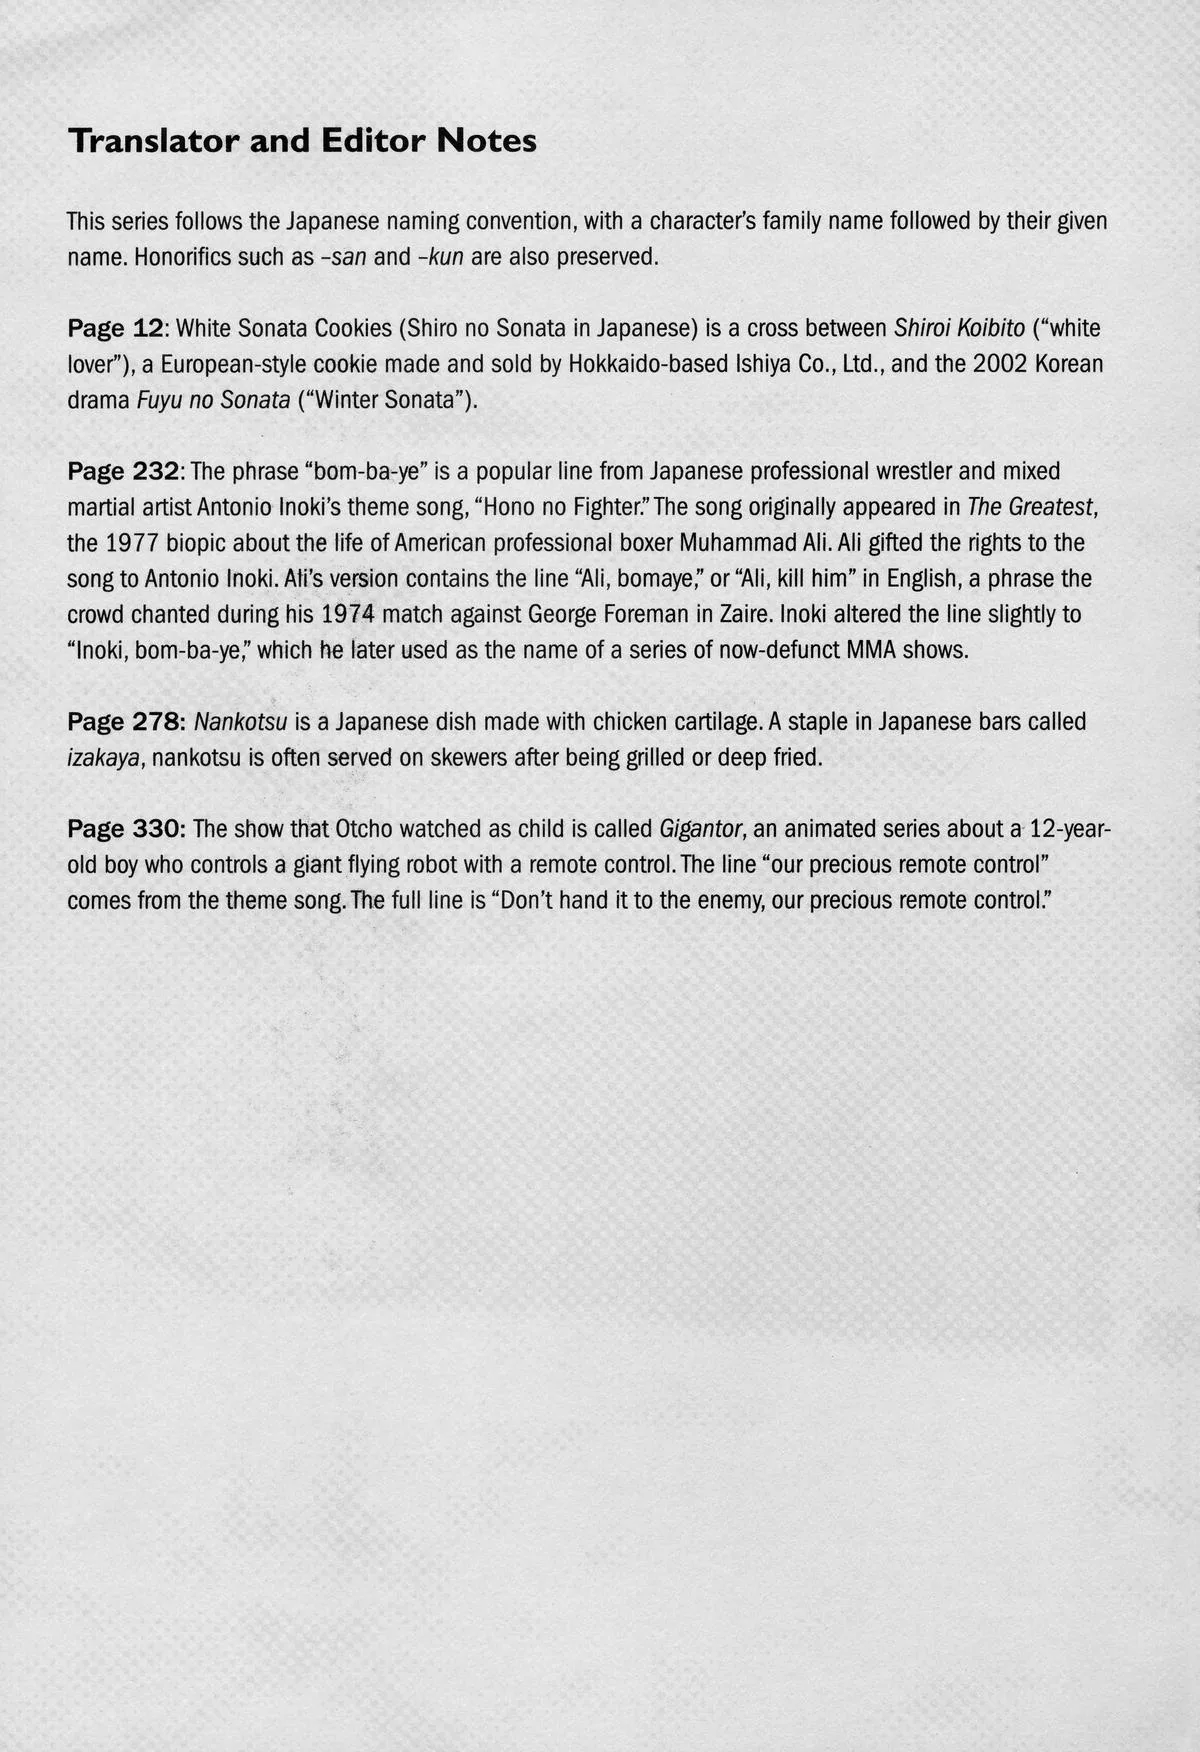 Translator and Editor Notes
This series follows the Japanese naming convention, with a character’s family name followed by their given
name. Honorifics such as –san and –kun are also preserved.
Page 12: White Sonata Cookies (Shiro no Sonata in Japanese) is a cross between Shiroi Koibito (“white
lover”), a European-style cookie made and sold by Hokkaido-based Ishiya Co., Ltd., and the 2002 Korean
drama Fuyu no Sonata (“Winter Sonata”).
Page 232: The phrase “bom-ba-ye” is a popular line from Japanese professional wrestler and mixed
martial artist Antonio Inoki’s theme song, “Hono no Fighter.” The song originally appeared in The Greatest,
the 1977 biopic about the life of American professional boxer Muhammad Ali. Ali gifted the rights to the
song to Antonio Inoki. Ali’s version contains the line “Ali, bomaye,” or “Ali, kill him” in English, a phrase the
crowd chanted during his 1974 match against George Foreman in Zaire. Inoki altered the line slightly to
“Inoki, bom-ba-ye,” which he later used as the name of a series of now-defunct MMA shows.
Page 278: Nankotsu is a Japanese dish made with chicken cartilage. A staple in Japanese bars called
izakaya, nankotsu is often served on skewers after being grilled or deep fried.
Page 330: The show that Otcho watched as child is called Gigantor, an animated series about a 12-year-
old boy who controls a giant flying robot with a remote control. The line “our precious remote control”
comes from the theme song. The full line is “Don’t hand it to the enemy, our precious remote control.”